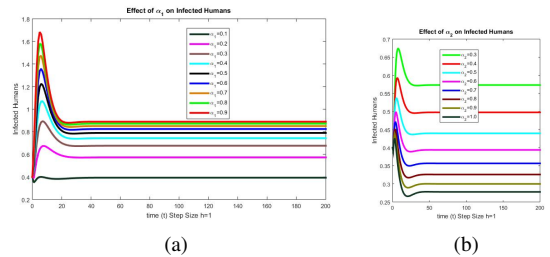 Effect of α1 on Infected Humans
1.8
1.6
1.4
1.2
1
0.8
0.6
0.4
0.2
Infected Humans
α1=0.1
α1=0.2
α1=0.3
α1=0.4
α1=0.5
α1=0.6
α1=0.7
α1=0.8
α1=0.9
0 20 40 60 80 100 120 140 160 180 200
time (t) Step Size h=1
(a)
Effect of α2 on Infected Humans
0.7
0.65
0.6
0.55
0.5
0.45
0.4
0.35
0.3
0.25
Infected Humans
α2=0.3
α2=0.4
α2=0.5
α2=0.6
α2=0.7
α2=0.8
α2=0.9
α2=1.0
0 50 100 150 200
time (t) Step Size h=1
(b)